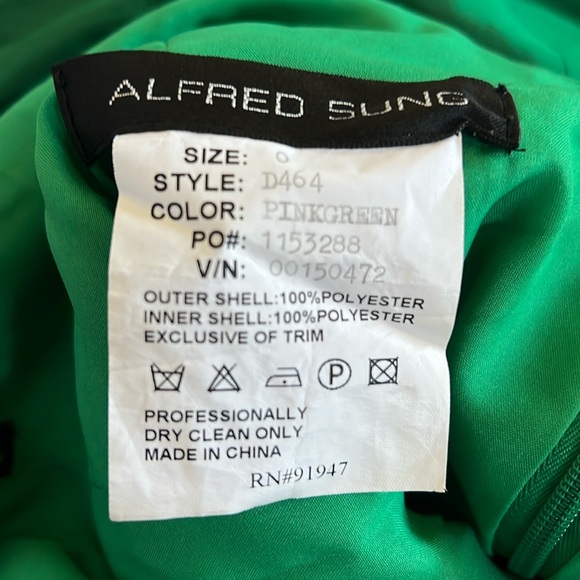 ALFRED SUNG
SIZE: 0
STYLE: D464
COLOR: PINKGREEN
PO#: 1153288
V/N: 00150472
OUTER SHELL:100%POLYESTER
INNER SHELL:100%POLYESTER
EXCLUSIVE OF TRIM
P
PROFESSIONALLY
DRY CLEAN ONLY
MADE IN CHINA
RN#91947